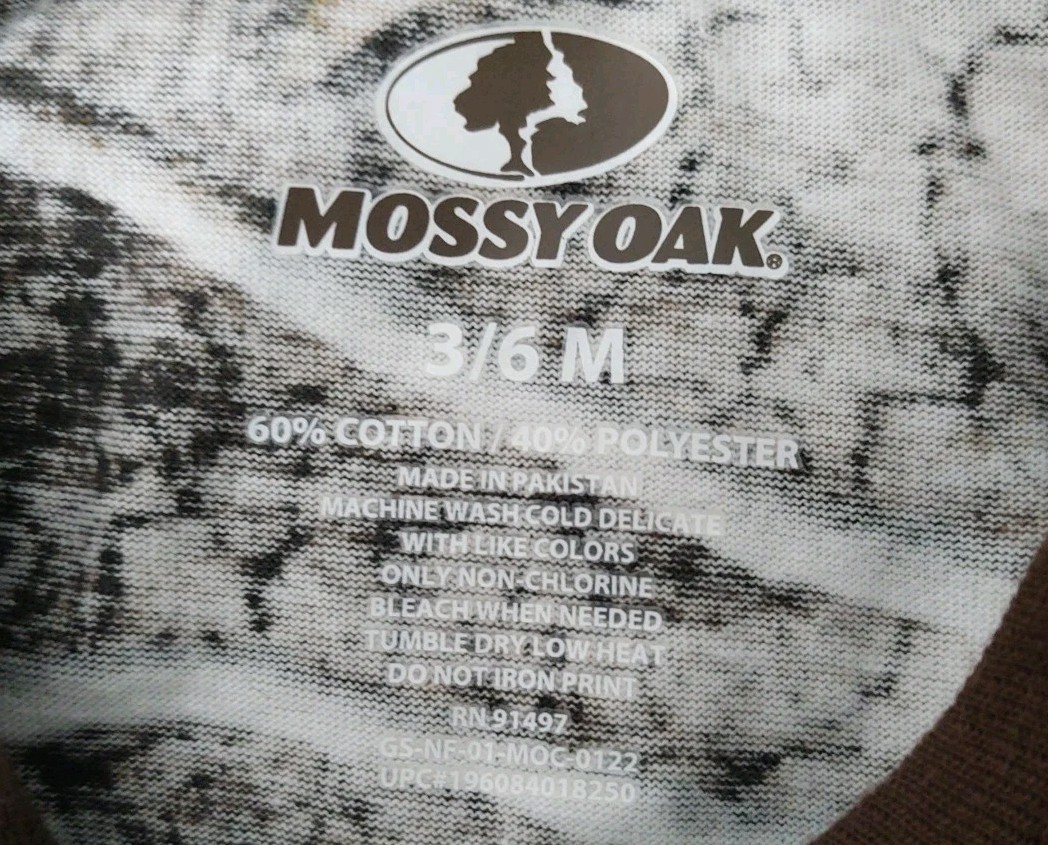 MOSSY OAK®
3/6 M
60% COTTON / 40% POLYESTER
MADE IN PAKISTAN
MACHINE WASH COLD DELICATE
WITH LIKE COLORS
ONLY NON-CHLORINE
BLEACH WHEN NEEDED
TUMBLE DRY LOW HEAT
DO NOT IRON PRINT
RN 91497
GS-NF-01-MOC-0122
UPC#196084018250